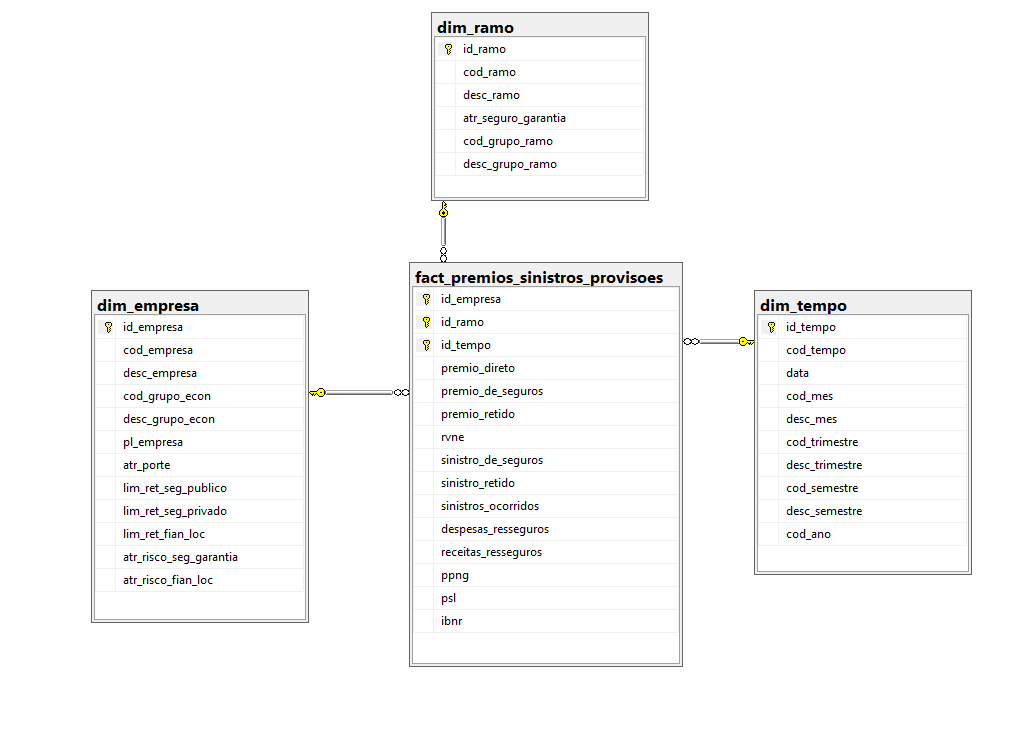 dim_ramo
id_ramo
cod_ramo
desc_ramo
atr_seguro_garantia
cod_grupo_ramo
desc_grupo_ramo
dim_empresa
id_empresa
cod_empresa
desc_empresa
cod_grupo_econ
desc_grupo_econ
pl_empresa
atr_porte
lim_ret_seg_publico
lim_ret_seg_privado
lim_ret_fian_loc
atr_risco_seg_garantia
atr_risco_fian_loc
fact_premios_sinistros_provisoes
id_empresa
id_ramo
id_tempo
premio_direto
premio_de_seguros
premio_retido
rvne
sinistro_de_seguros
sinistro_retido
sinistros_ocorridos
despesas_resseguros
receitas_resseguros
ppng
psl
ibnr
dim_tempo
id_tempo
cod_tempo
data
cod_mes
desc_mes
cod_trimestre
desc_trimestre
cod_semestre
desc_semestre
cod_ano